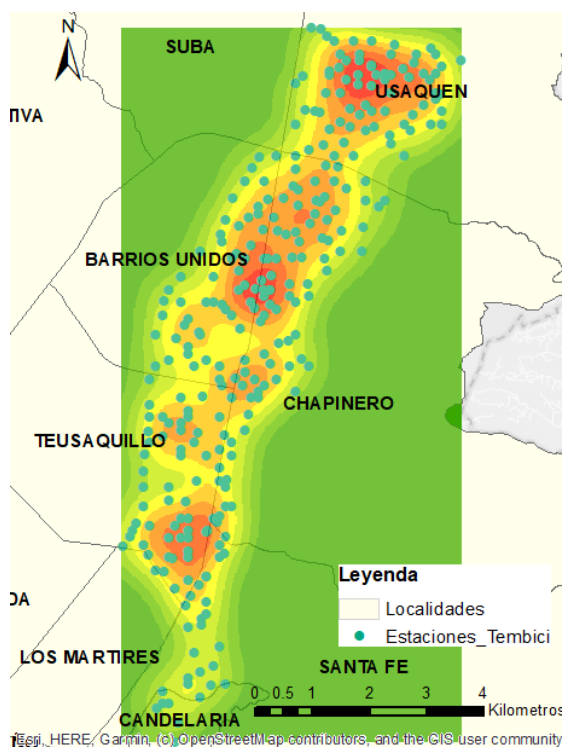 N
SUBA
USAQUEN
TIVA
BARRIOS UNIDOS
CHAPINERO
TEUSAQUILLO
Leyenda
Localidades
Estaciones_Tembici
DA
LOS MARTIRES
SANTA FE
0 0.5 1 2 3 4
Kilometros
CANDELARIA
Esri, HERE, Garmin, (c) OpenStreetMap contributors, and the GIS user community